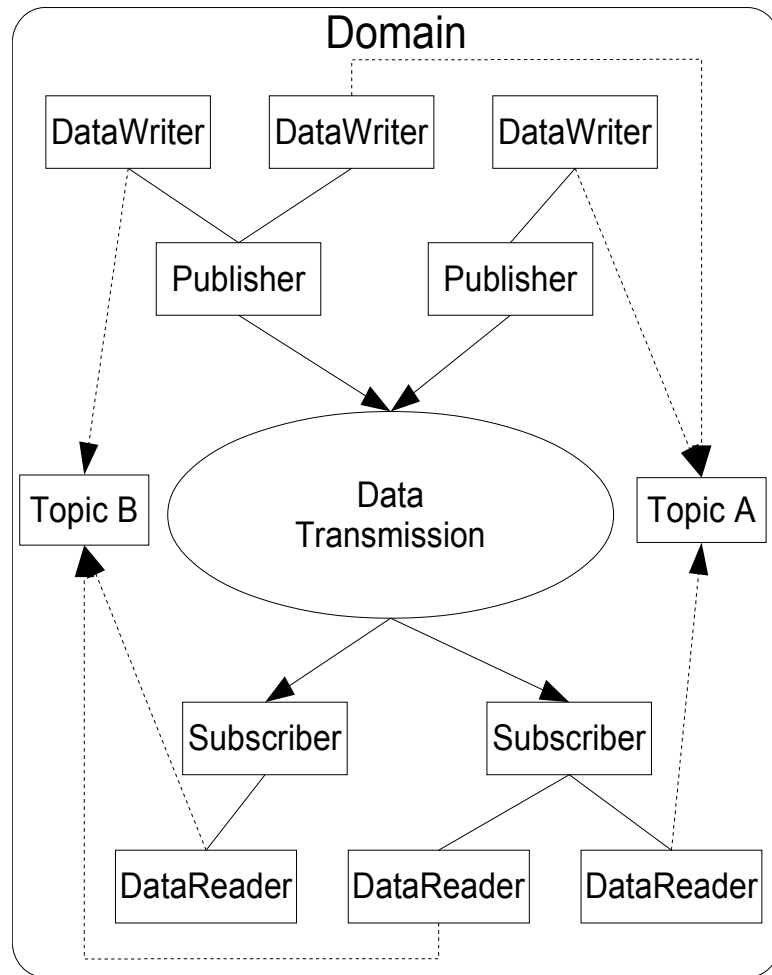 Domain
DataWriter
DataWriter
DataWriter
Publisher
Publisher
Data
Transmission
Topic B
Topic A
Subscriber
Subscriber
DataReader
DataReader
DataReader